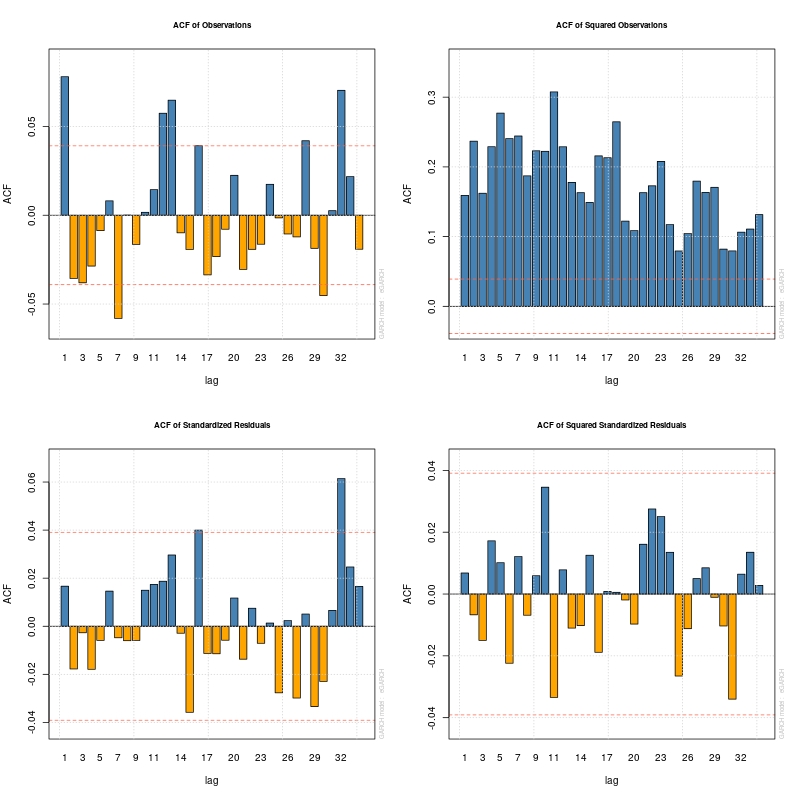 ACF of Observations
ACF
0.05
0.00
-0.05
1 3 5 7 9 11 14 17 20 23 26 29 32
lag
GARCH model : eGARCH
ACF of Squared Observations
ACF
0.3
0.2
0.1
0.0
1 3 5 7 9 11 14 17 20 23 26 29 32
lag
GARCH model : eGARCH
ACF of Standardized Residuals
ACF
0.06
0.04
0.02
0.00
-0.02
-0.04
1 3 5 7 9 11 14 17 20 23 26 29 32
lag
GARCH model : eGARCH
ACF of Squared Standardized Residuals
ACF
0.04
0.02
0.00
-0.02
-0.04
1 3 5 7 9 11 14 17 20 23 26 29 32
lag
GARCH model : eGARCH